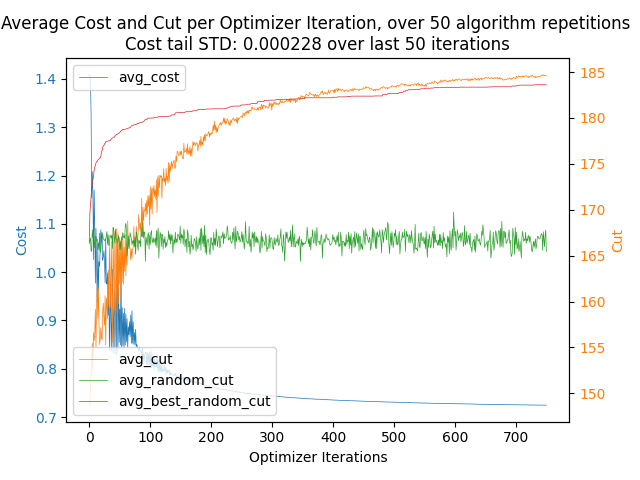 Average Cost and Cut per Optimizer Iteration, over 50 algorithm repetitions
Cost tail STD: 0.000228 over last 50 iterations
avg_cost
avg_cut
avg_random_cut
avg_best_random_cut
Cost
1.4
1.3
1.2
1.1
1.0
0.9
0.8
0.7
Cut
185
180
175
170
165
160
155
150
0 100 200 300 400 500 600 700
Optimizer Iterations